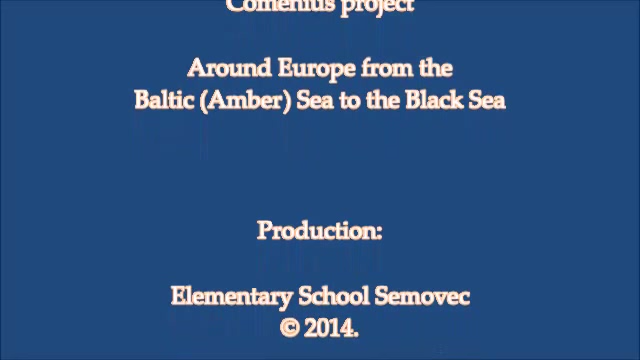 Comenius project
Around Europe from the
Baltic (Amber) Sea to the Black Sea
Production:
Elementary School Semovec
© 2014.